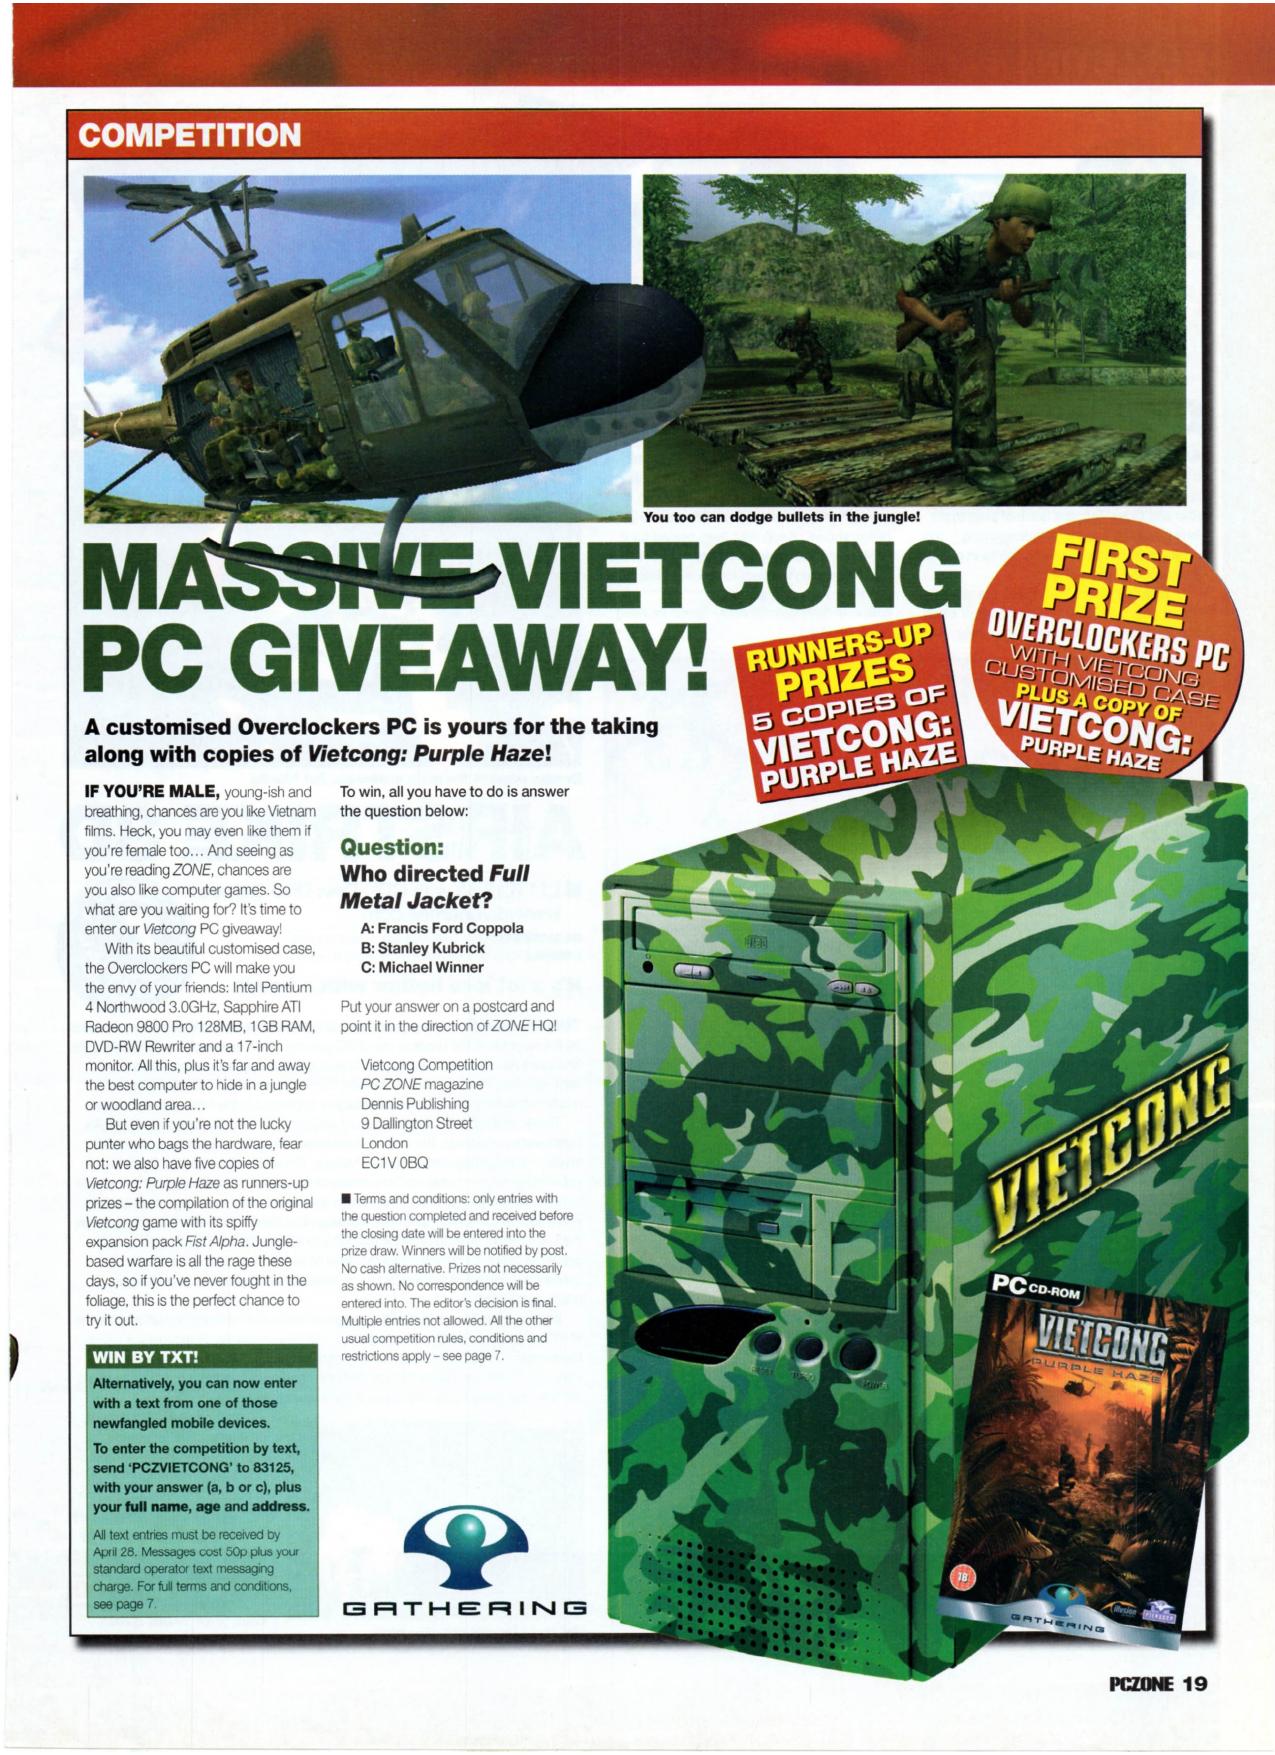 COMPETITION
You too can dodge bullets in the jungle!
MASSIVE VIETCONG
PC GIVEAWAY!
A customised Overclockers PC is yours for the taking
along with copies of Vietcong: Purple Haze!
RUNNERS-UP
PRIZES
5 COPIES OF
VIETCONG:
PURPLE HAZE
FIRST
PRIZE
OVERCLOCKERS PC
WITH VIETCONG
CUSTOMISED CASE
PLUS A COPY OF
VIETCONG:
PURPLE HAZE
IF YOU'RE MALE, young-ish and
breathing, chances are you like Vietnam
films. Heck, you may even like them if
you're female too... And seeing as
you're reading ZONE, chances are
you also like computer games. So
what are you waiting for? It's time to
enter our Vietcong PC giveaway!
With its beautiful customised case,
the Overclockers PC will make you
the envy of your friends: Intel Pentium
4 Northwood 3.0GHz, Sapphire ATI
Radeon 9800 Pro 128MB, 1GB RAM,
DVD-RW Rewriter and a 17-inch
monitor. All this, plus it's far and away
the best computer to hide in a jungle
or woodland area...
But even if you're not the lucky
punter who bags the hardware, fear
not: we also have five copies of
Vietcong: Purple Haze as runners-up
prizes – the compilation of the original
Vietcong game with its spiffy
expansion pack Fist Alpha. Jungle-
based warfare is all the rage these
days, so if you've never fought in the
foliage, this is the perfect chance to
try it out.
WIN BY TXT!
Alternatively, you can now enter
with a text from one of those
newfangled mobile devices.
To enter the competition by text,
send 'PCZVIETCONG' to 83125,
with your answer (a, b or c), plus
your full name, age and address.
All text entries must be received by
April 28. Messages cost 50p plus your
standard operator text messaging
charge. For full terms and conditions,
see page 7.
To win, all you have to do is answer
the question below:
Question:
Who directed Full
Metal Jacket?
A: Francis Ford Coppola
B: Stanley Kubrick
C: Michael Winner
Put your answer on a postcard and
point it in the direction of ZONE HQ!
Vietcong Competition
PC ZONE magazine
Dennis Publishing
9 Dallington Street
London
EC1V 0BQ
■ Terms and conditions: only entries with
the question completed and received before
the closing date will be entered into the
prize draw. Winners will be notified by post.
No cash alternative. Prizes not necessarily
as shown. No correspondence will be
entered into. The editor's decision is final.
Multiple entries not allowed. All the other
usual competition rules, conditions and
restrictions apply – see page 7.
GATHERING
VIETCONG
PC CD-ROM
VIETCONG
PURPLE HAZE
18
GATHERING
PCZONE 19